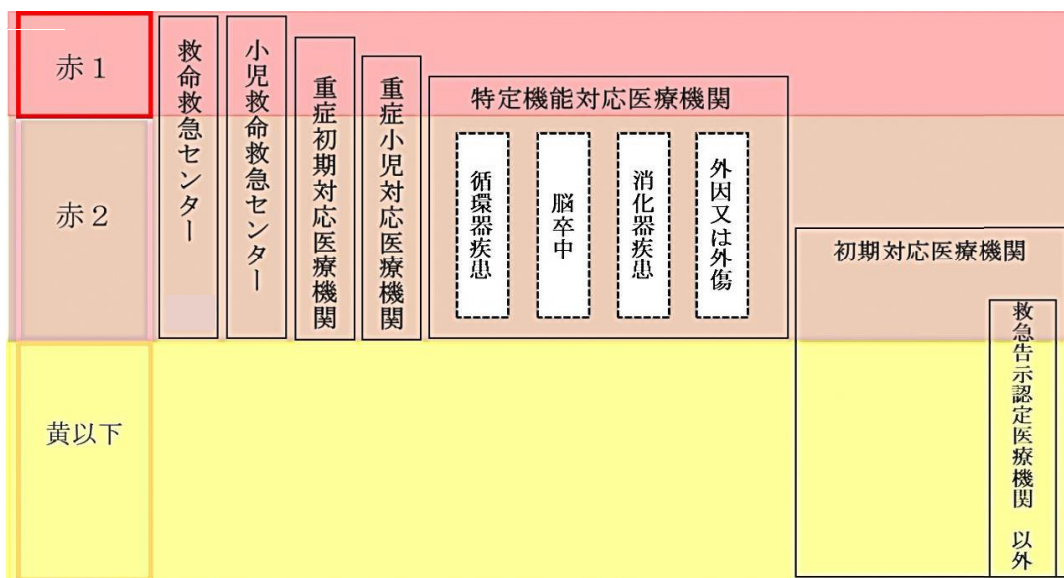 赤1
赤2
黄以下
救命救急センター
小児救命救急センター
重症初期対応医療機関
重症小児対応医療機関
特定機能対応医療機関
循環器疾患
脳卒中
消化器疾患
外因又は外傷
初期対応医療機関
救急告示認定医療機関 以外